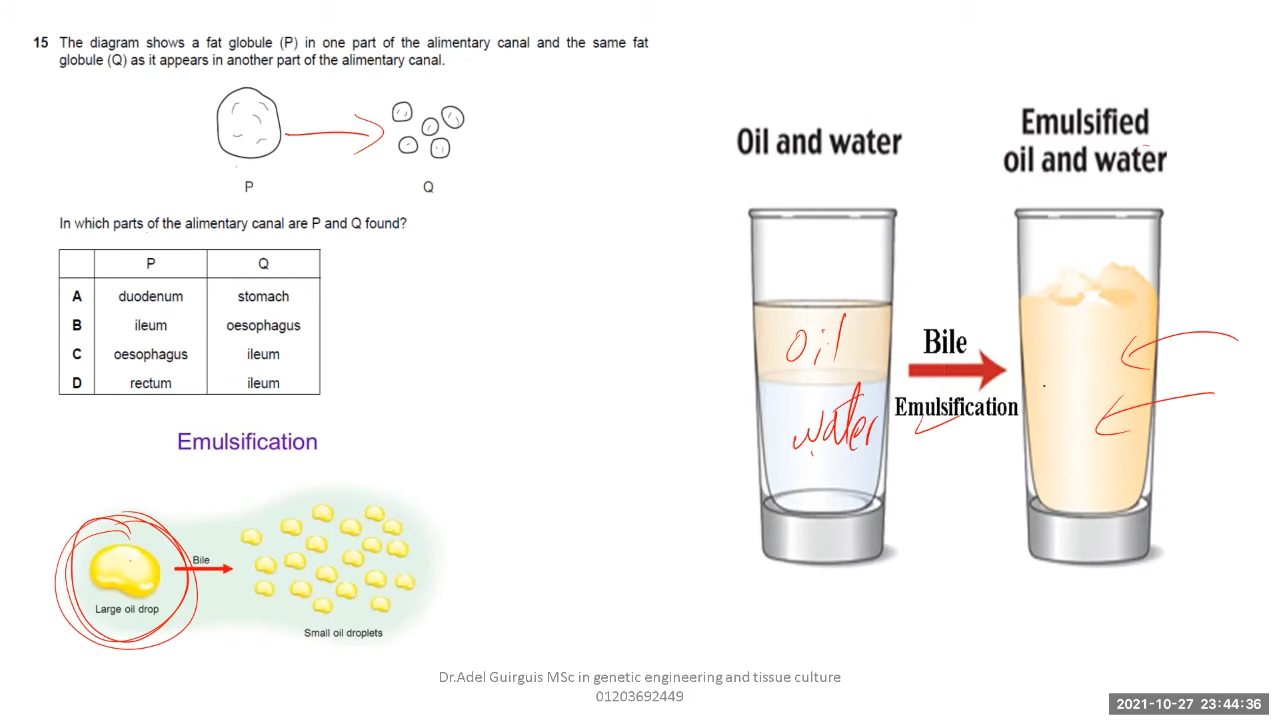 15 The diagram shows a fat globule (P) in one part of the alimentary canal and the same fat
globule (Q) as it appears in another part of the alimentary canal.
P
Q
In which parts of the alimentary canal are P and Q found?
P Q
A duodenum stomach
B ileum oesophagus
C oesophagus ileum
D rectum ileum
Emulsification
Large oil drop
Bile
Small oil droplets
Oil and water
Emulsified
oil and water
oil
water
Bile
Emulsification
Dr.Adel Guirguis MSc in genetic engineering and tissue culture
01203692449
2021-10-27 23:44:36